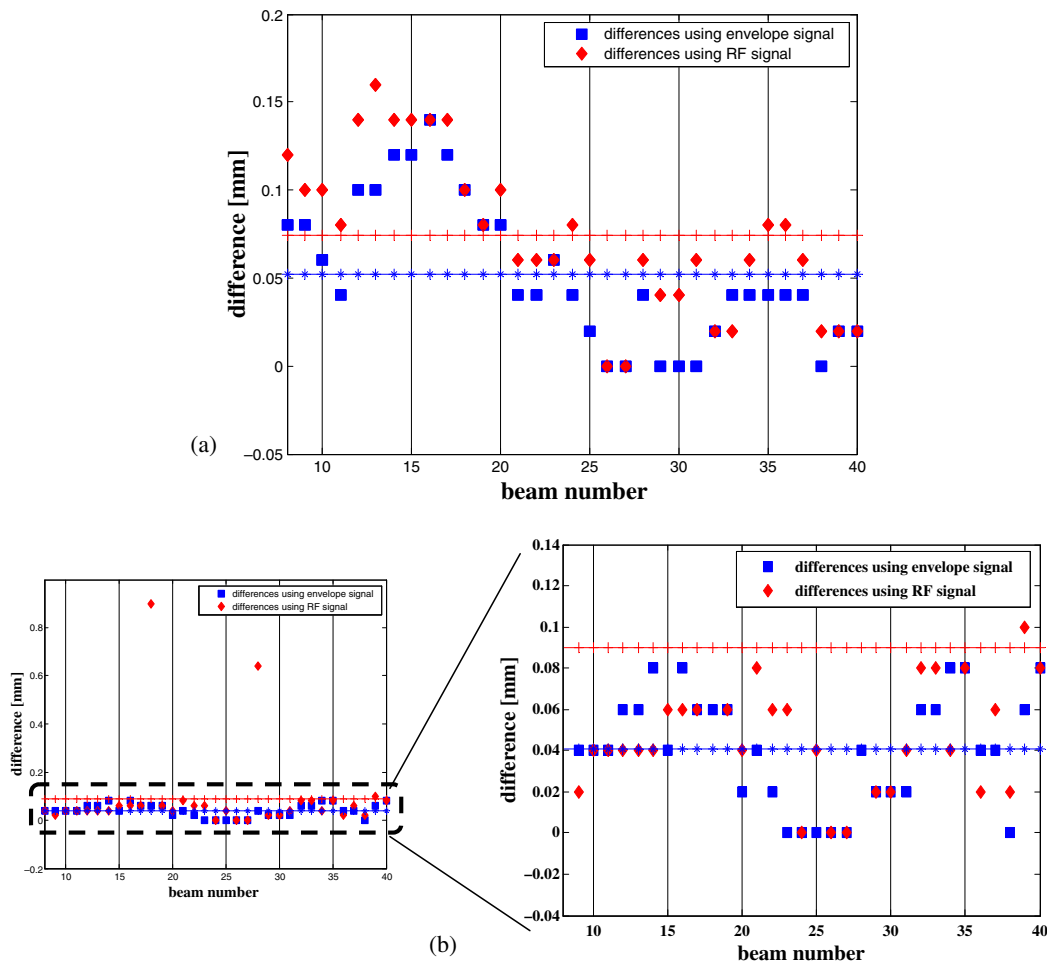 0.2
0.15
0.1
0.05
0
−0.05
difference [mm]
differences using envelope signal
differences using RF signal
10 15 20 25 30 35 40
beam number
(a)
0.8
0.6
0.4
0.2
0
−0.2
difference [mm]
differences using envelope signal
differences using RF signal
10 15 20 25 30 35 40
beam number
(b)
0.14
0.12
0.1
0.08
0.06
0.04
0.02
0
−0.02
−0.04
difference [mm]
differences using envelope signal
differences using RF signal
10 15 20 25 30 35 40
beam number